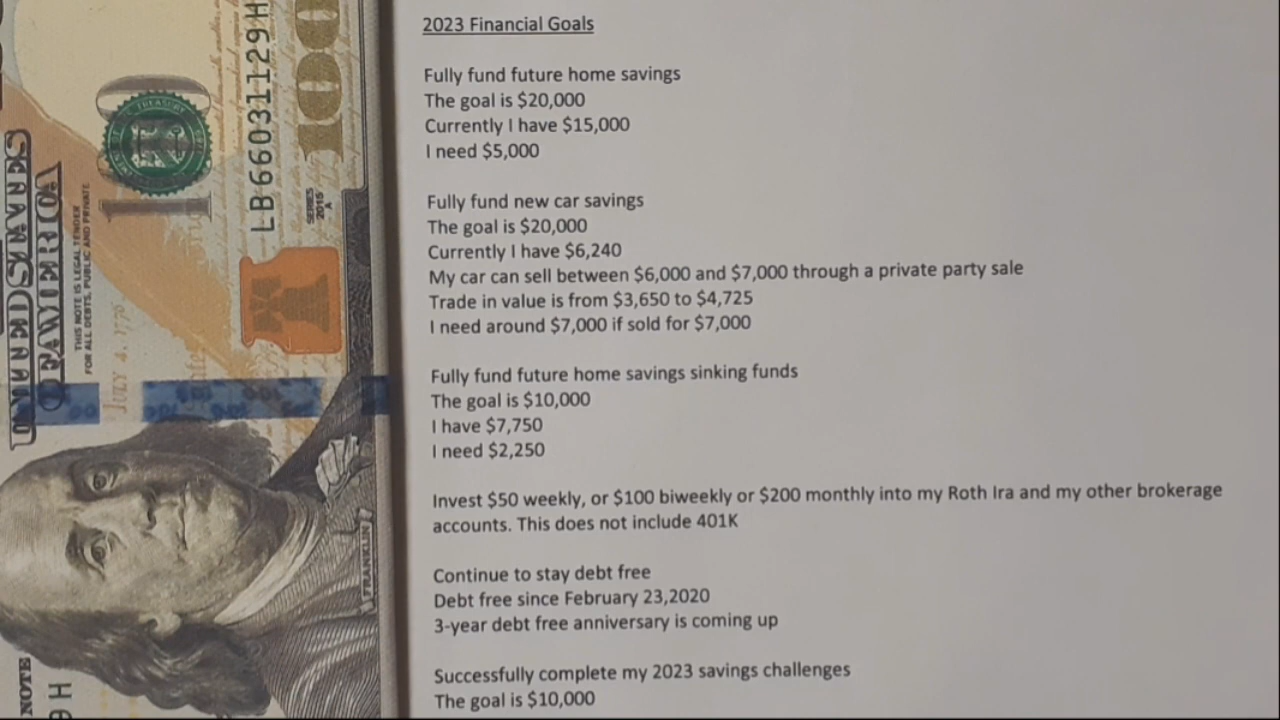 2023 Financial Goals
Fully fund future home savings
The goal is $20,000
Currently I have $15,000
I need $5,000
Fully fund new car savings
The goal is $20,000
Currently I have $6,240
My car can sell between $6,000 and $7,000 through a private party sale
Trade in value is from $3,650 to $4,725
I need around $7,000 if sold for $7,000
Fully fund future home savings sinking funds
The goal is $10,000
I have $7,750
I need $2,250
Invest $50 weekly, or $100 biweekly or $200 monthly into my Roth Ira and my other brokerage
accounts. This does not include 401K
Continue to stay debt free
Debt free since February 23,2020
3-year debt free anniversary is coming up
Successfully complete my 2023 savings challenges
The goal is $10,000
THIS NOTE IS LEGAL TENDER
FOR ALL DEBTS, PUBLIC AND PRIVATE
100
LB66031129H
SERIES
2015
A
100
JULY 4, 1776
FRANKLIN
NOTE
9H